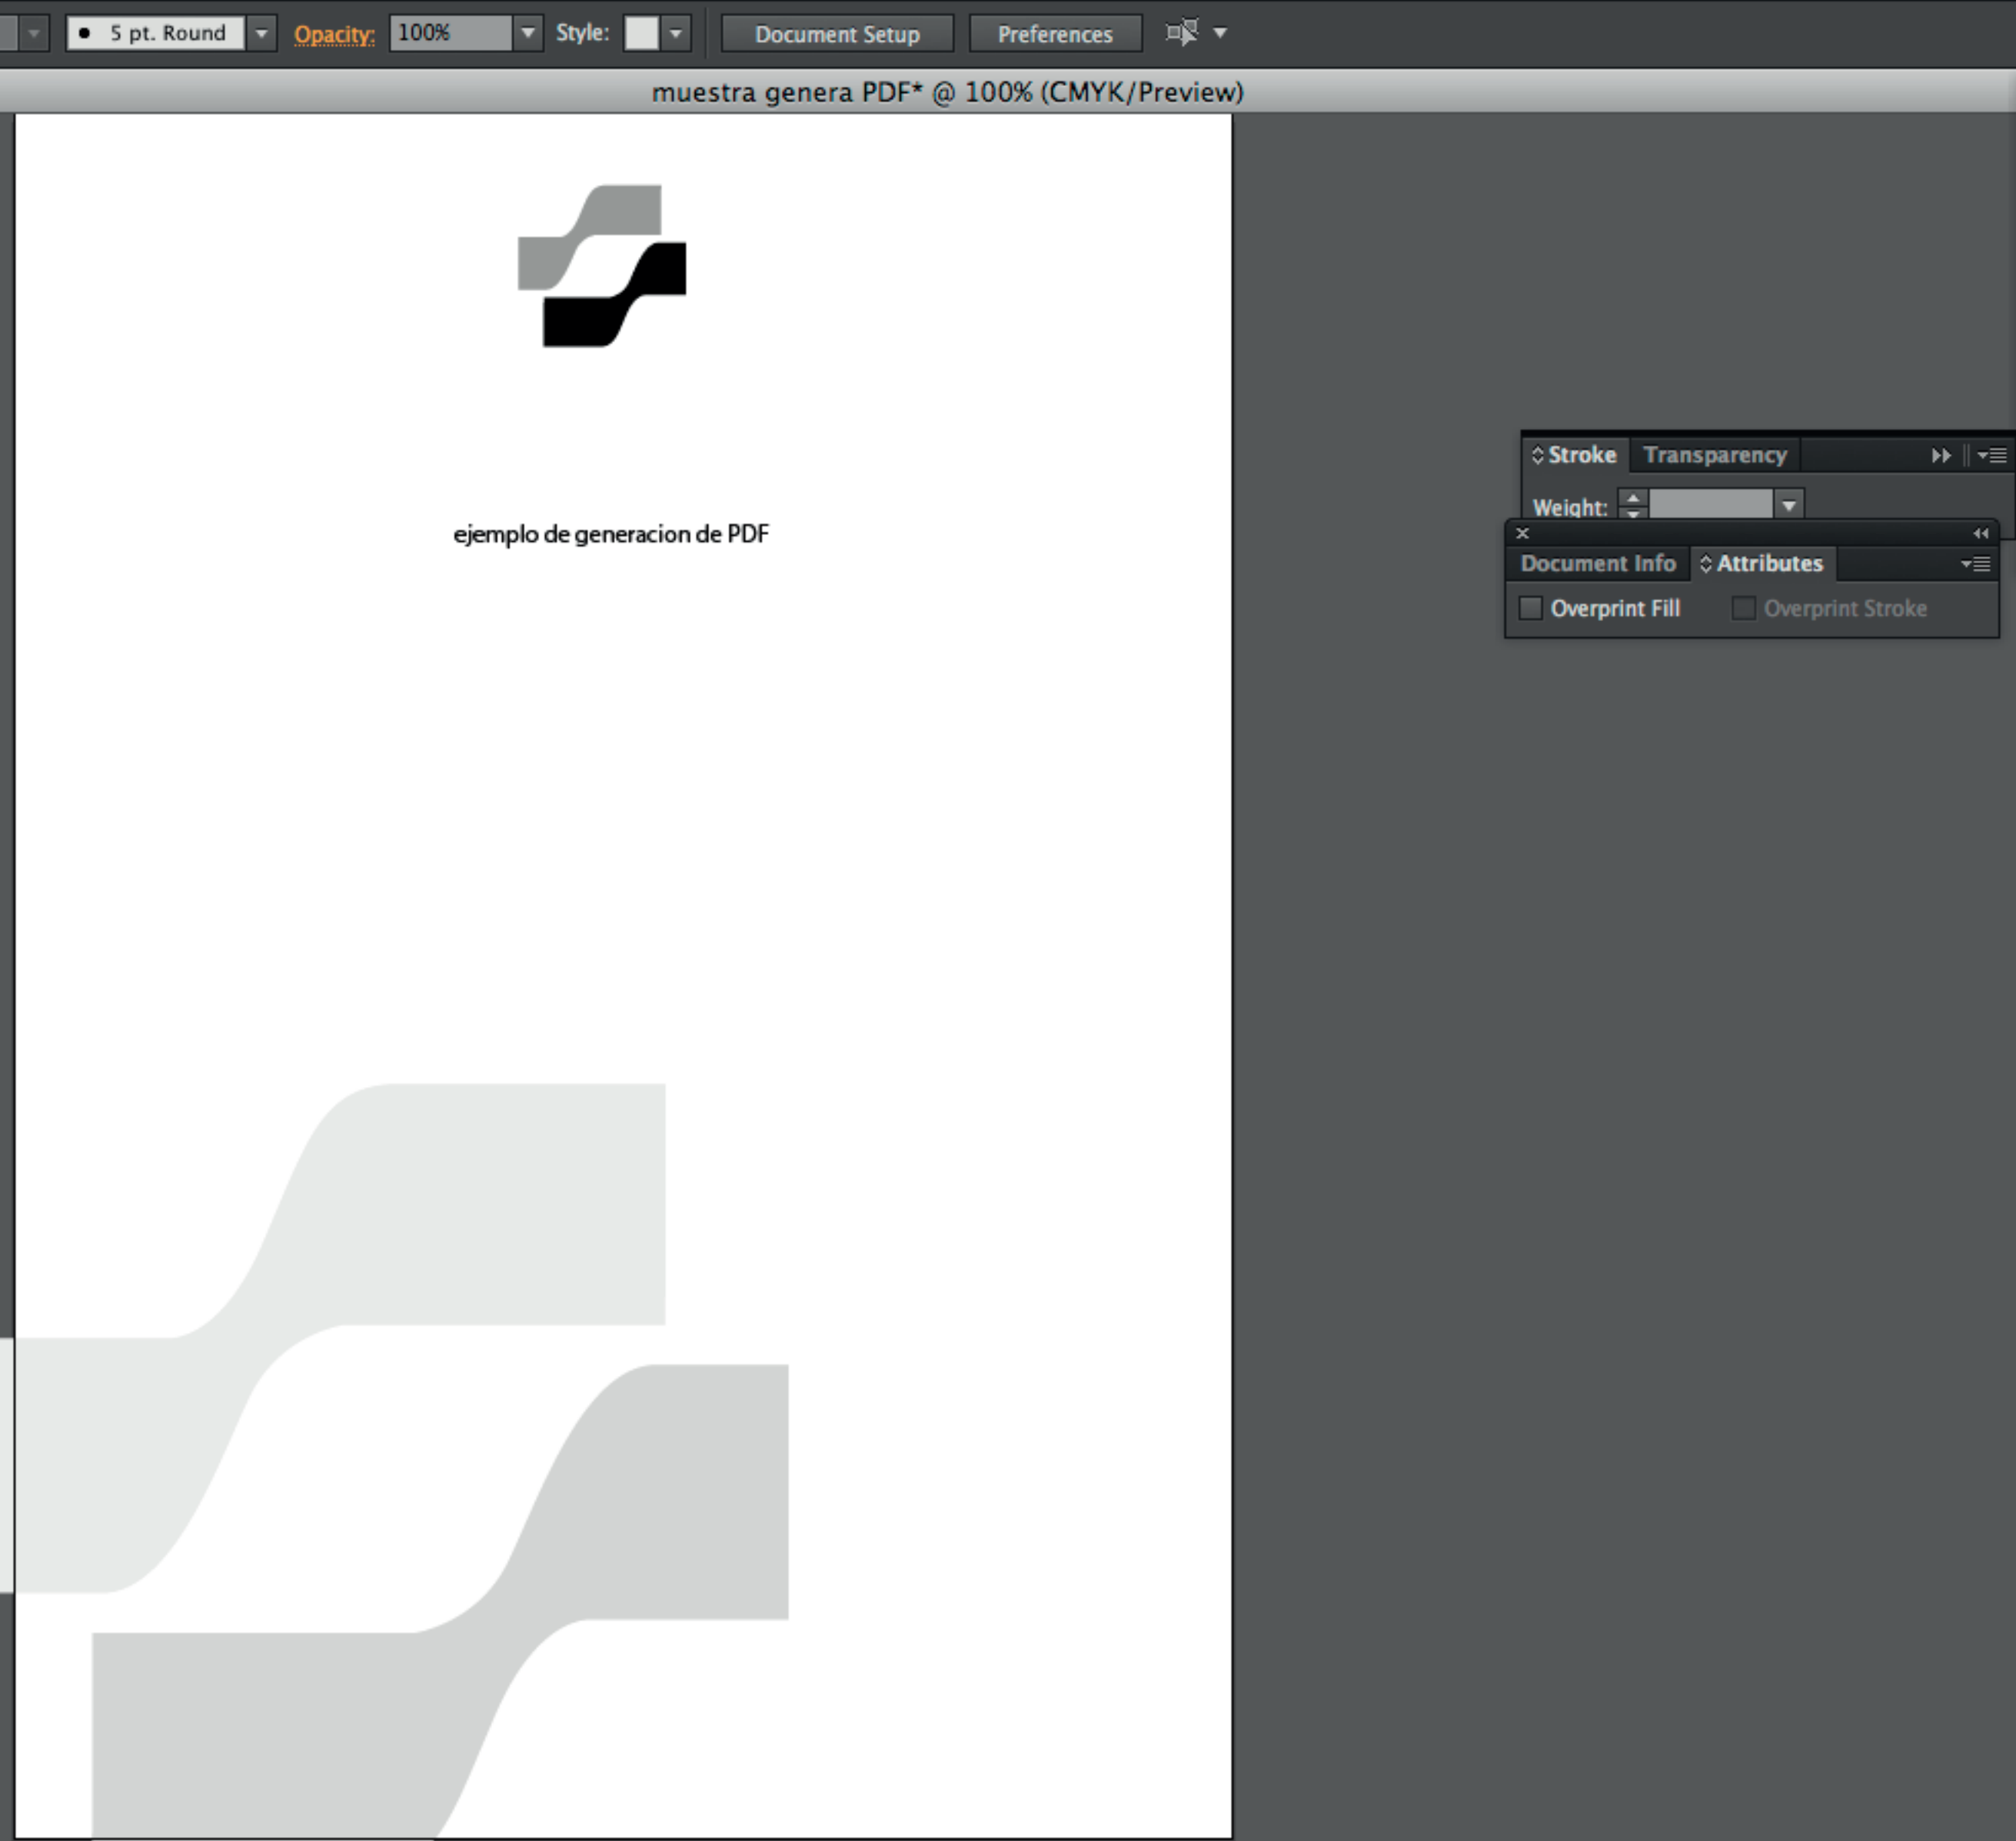 5 pt. Round Opacity: 100% Style: Document Setup Preferences
muestra genera PDF* @ 100% (CMYK/Preview)
ejemplo de generacion de PDF
Stroke Transparency
Weight:
Document Info Attributes
Overprint Fill Overprint Stroke